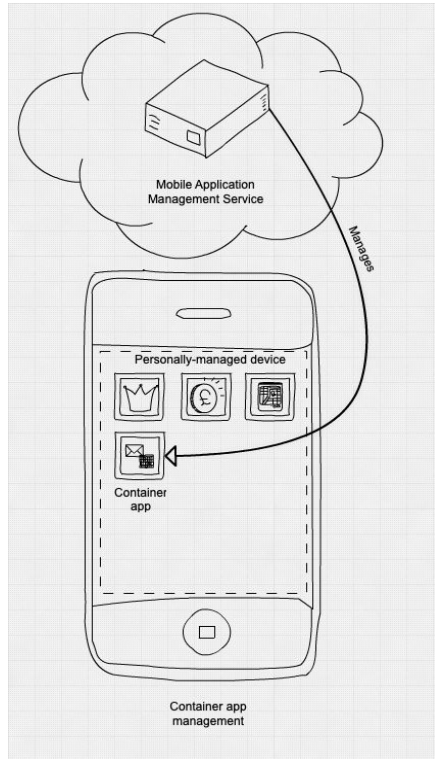 Mobile Application
Management Service
Manages
Personally-managed device
£
Container
app
Container app
management